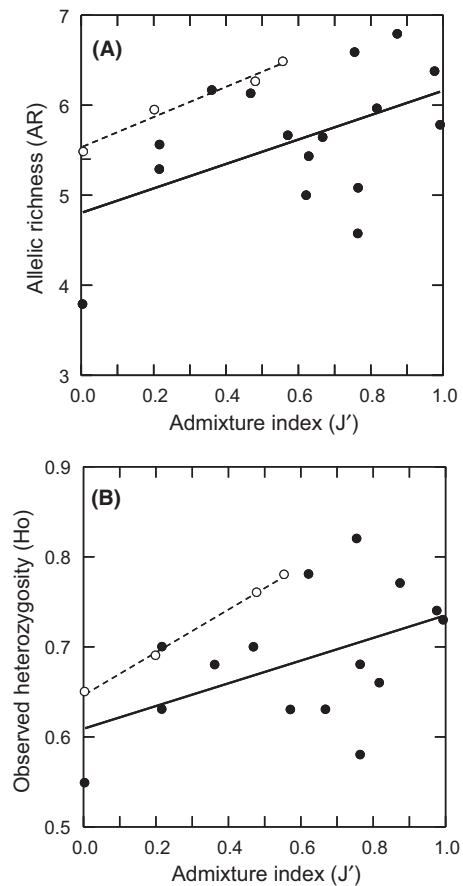 (A)
Allelic richness (AR)
7
6
5
4
3
0.0 0.2 0.4 0.6 0.8 1.0
Admixture index (J′)
(B)
Observed heterozygosity (Ho)
0.9
0.8
0.7
0.6
0.5
0.0 0.2 0.4 0.6 0.8 1.0
Admixture index (J′)